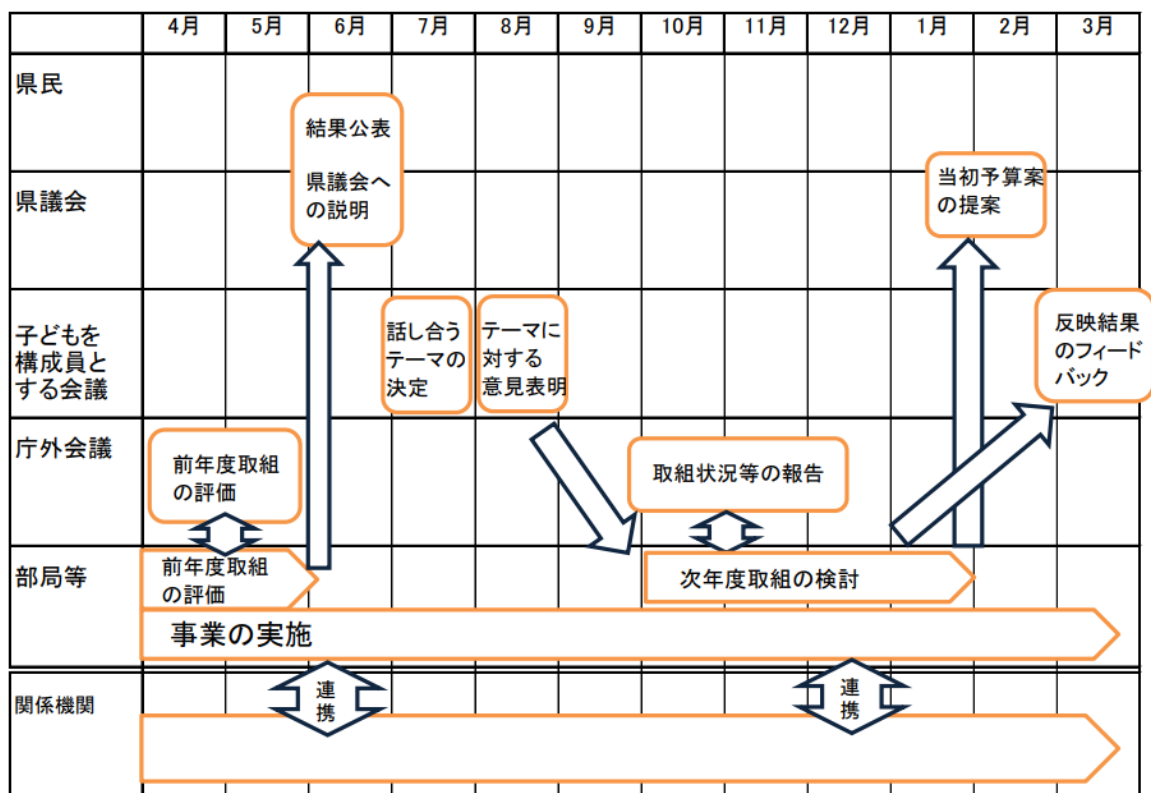 4月 5月 6月 7月 8月 9月 10月 11月 12月 1月 2月 3月
県民
結果公表
県議会へ
の説明
県議会
当初予算案
の提案
子どもを
構成員と
する会議
話し合う
テーマの
決定
テーマに
対する
意見表明
反映結果
のフィード
バック
庁外会議
前年度取組
の評価
取組状況等の報告
部局等
前年度取組
の評価
次年度取組の検討
事業の実施
関係機関
連
携
連
携